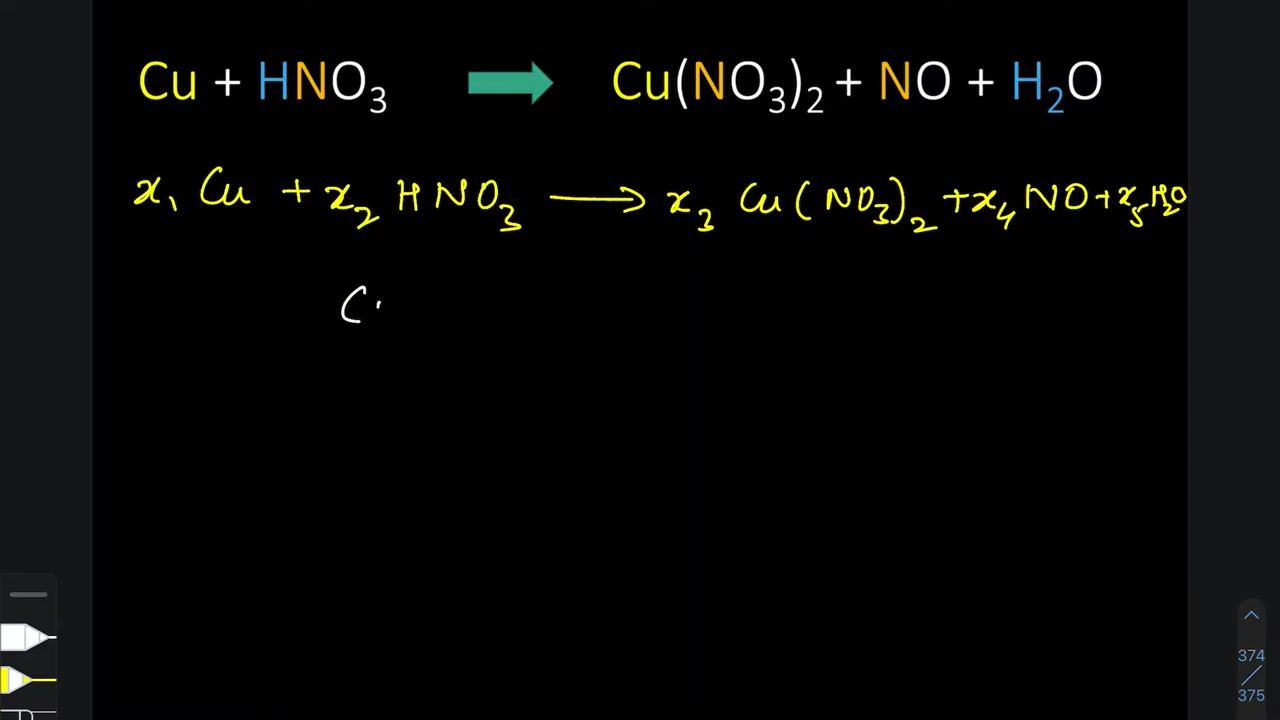 Cu + HNO₃ Cu(NO₃)₂ + NO + H₂O
x₁ Cu + x₂ HNO₃ ⟶ x₃ Cu(NO₃)₂ + x₄ NO + x₅ H₂O
C
374
/
375